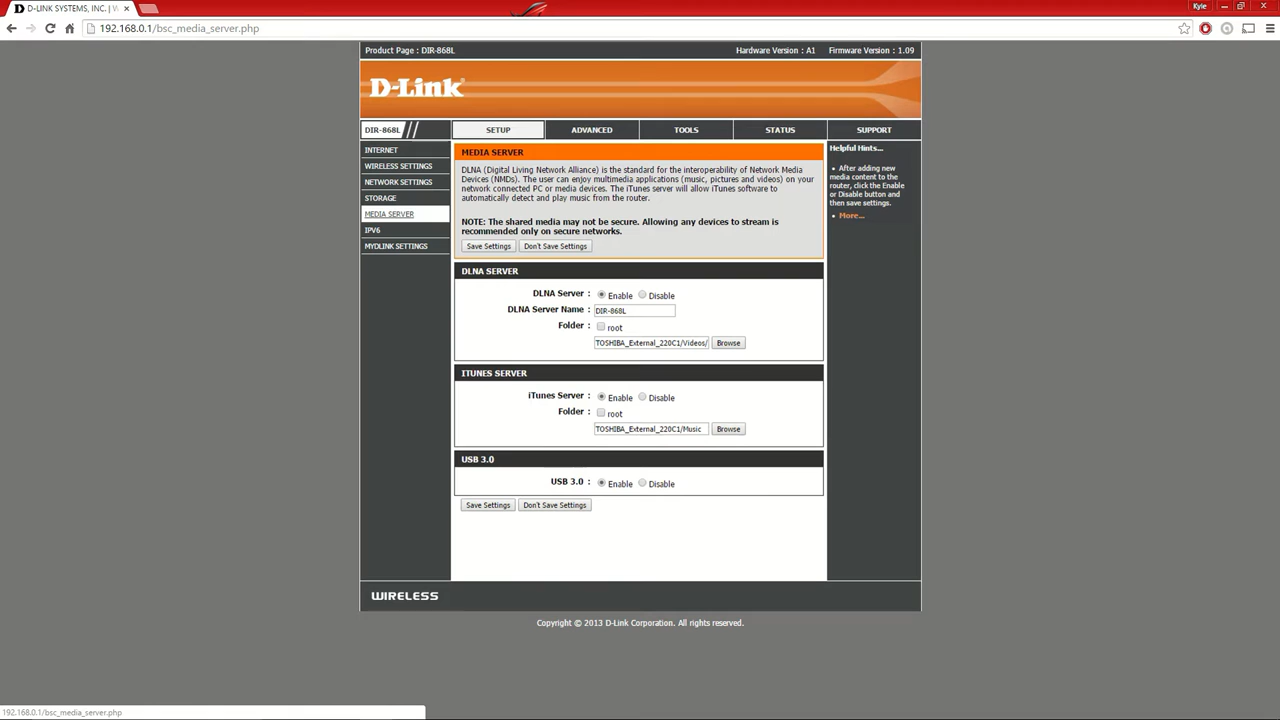 D-LINK SYSTEMS, INC. | W
Kyle
192.168.0.1/bsc_media_server.php
Product Page : DIR-868L
Hardware Version : A1
Firmware Version : 1.09
D-Link
DIR-868L
SETUP
ADVANCED
TOOLS
STATUS
SUPPORT
INTERNET
WIRELESS SETTINGS
NETWORK SETTINGS
STORAGE
MEDIA SERVER
IPV6
MYDLINK SETTINGS
MEDIA SERVER
DLNA (Digital Living Network Alliance) is the standard for the interoperability of Network Media
Devices (NMDs). The user can enjoy multimedia applications (music, pictures and videos) on your
network connected PC or media devices. The iTunes server will allow iTunes software to
automatically detect and play music from the router.
NOTE: The shared media may not be secure. Allowing any devices to stream is
recommended only on secure networks.
Save Settings
Don't Save Settings
DLNA SERVER
DLNA Server : Enable Disable
DLNA Server Name : DIR-868L
Folder : root
TOSHIBA_External_220C1/Videos/ Browse
ITUNES SERVER
iTunes Server : Enable Disable
Folder : root
TOSHIBA_External_220C1/Music Browse
USB 3.0
USB 3.0 : Enable Disable
Save Settings
Don't Save Settings
Helpful Hints...
• After adding new
media content to the
router, click the Enable
or Disable button and
then save settings.
• More...
WIRELESS
Copyright © 2013 D-Link Corporation. All rights reserved.
192.168.0.1/bsc_media_server.php